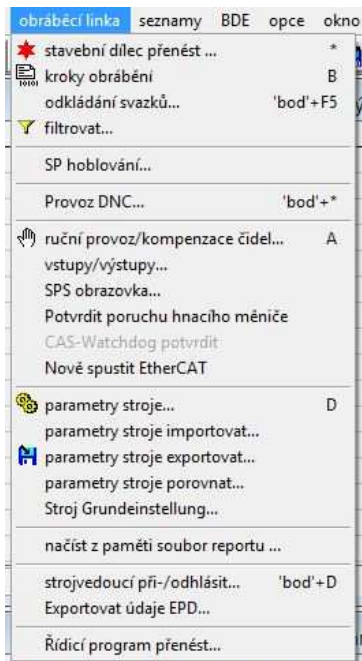 obráběcí linka seznamy BDE opce okno
stavební dílec přenést ... *
kroky obrábění B
odkládání svazků... 'bod'+F5
filtrovat...
SP hoblování...
Provoz DNC... 'bod'+*
ruční provoz/kompenzace čidel... A
vstupy/výstupy...
SPS obrazovka...
Potvrdit poruchu hnacího měniče
CAS-Watchdog potvrdit
Nově spustit EtherCAT
parametry stroje... D
parametry stroje importovat...
parametry stroje exportovat...
parametry stroje porovnat...
Stroj Grundeinstellung...
načíst z paměti soubor reportu ...
strojvedoucí při-/odhlásit... 'bod'+D
Exportovat údaje EPD...
Řídicí program přenést...